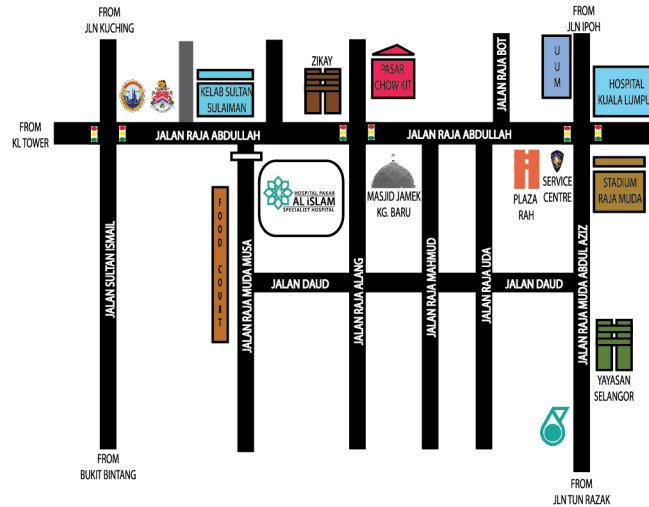 FROM
JLN KUCHING
FROM
JLN IPOH
ZIKAY
PASAR
CHOW KIT
JALAN RAJA BOT
U
U
M
HOSPITAL
KUALA LUMPU
KELAB SULTAN
SULAIMAN
FROM
KL TOWER
JALAN RAJA ABDULLAH
JALAN RAJA ABDULLAH
HOSPITAL PAKAR
AL iSLAM
SPECIALIST HOSPITAL
MASJID JAMEK
KG. BARU
PLAZA
RAH
SERVICE
CENTRE
STADIUM
RAJA MUDA
FOOD COURT
JALAN SULTAN ISMAIL
JALAN RAJA MUDA MUSA
JALAN DAUD
JALAN RAJA ALANG
JALAN RAJA MAHMUD
JALAN RAJA UDA
JALAN DAUD
JALAN RAJA MUDA ABDUL AZIZ
YAYASAN
SELANGOR
FROM
BUKIT BINTANG
FROM
JLN TUN RAZAK